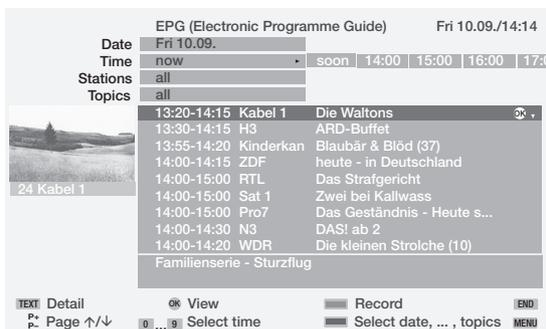 EPG (Electronic Programme Guide) Fri 10.09./14:14
Date Fri 10.09.
Time now soon 14:00 15:00 16:00 17:0
Stations all
Topics all
13:20-14:15 Kabel 1 Die Waltons OK
13:30-14:15 H3 ARD-Buffet
13:55-14:20 Kinderkan Blaubär & Blöd (37)
14:00-14:15 ZDF heute - in Deutschland
14:00-15:00 RTL Das Strafgericht
14:00-15:00 Sat 1 Zwei bei Kallwass
14:00-15:00 Pro7 Das Geständnis - Heute s...
14:00-14:30 N3 DAS! ab 2
14:00-14:20 WDR Die kleinen Strolche (10)
24 Kabel 1
Familienserie - Sturzflug
TEXT Detail OK View Record END
P+ P- Page ↑/↓ 0 ... 9 Select time Select date, ... , topics MENU